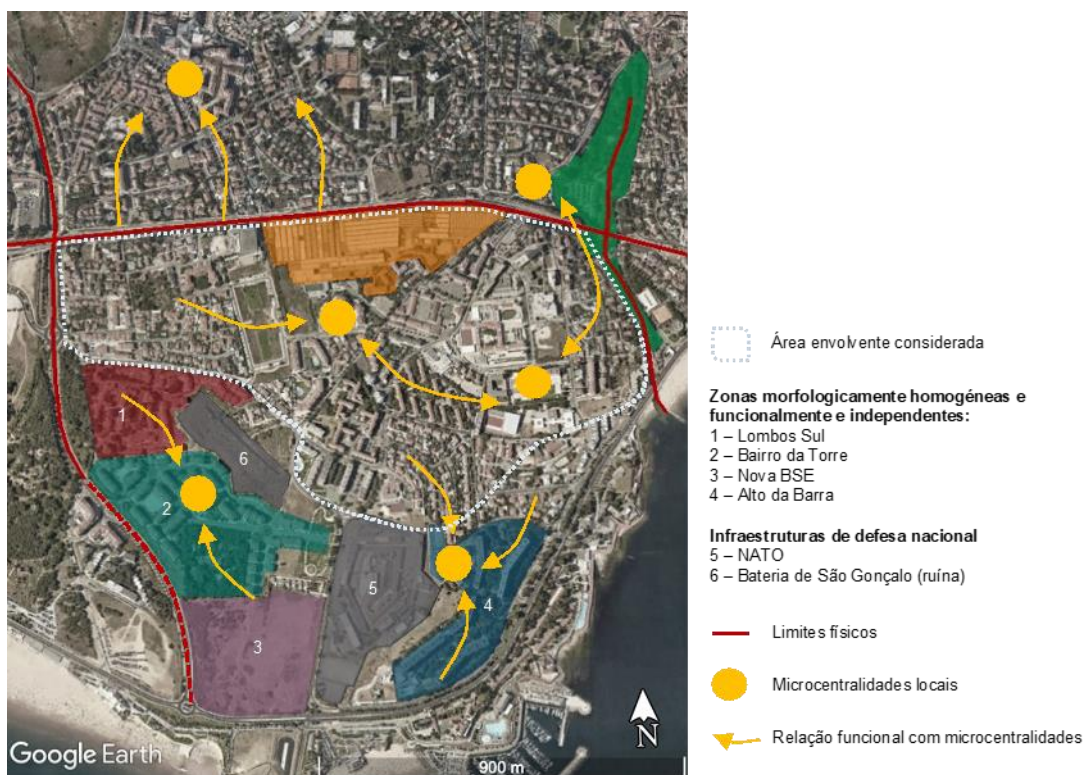 1
6
2
5
4
3
N
Google Earth
900 m
Área envolvente considerada
Zonas morfologicamente homogéneas e
funcionalmente e independentes:
1 – Lombos Sul
2 – Bairro da Torre
3 – Nova BSE
4 – Alto da Barra
Infraestruturas de defesa nacional
5 – NATO
6 – Bateria de São Gonçalo (ruína)
Limites físicos
Microcentralidades locais
Relação funcional com microcentralidades